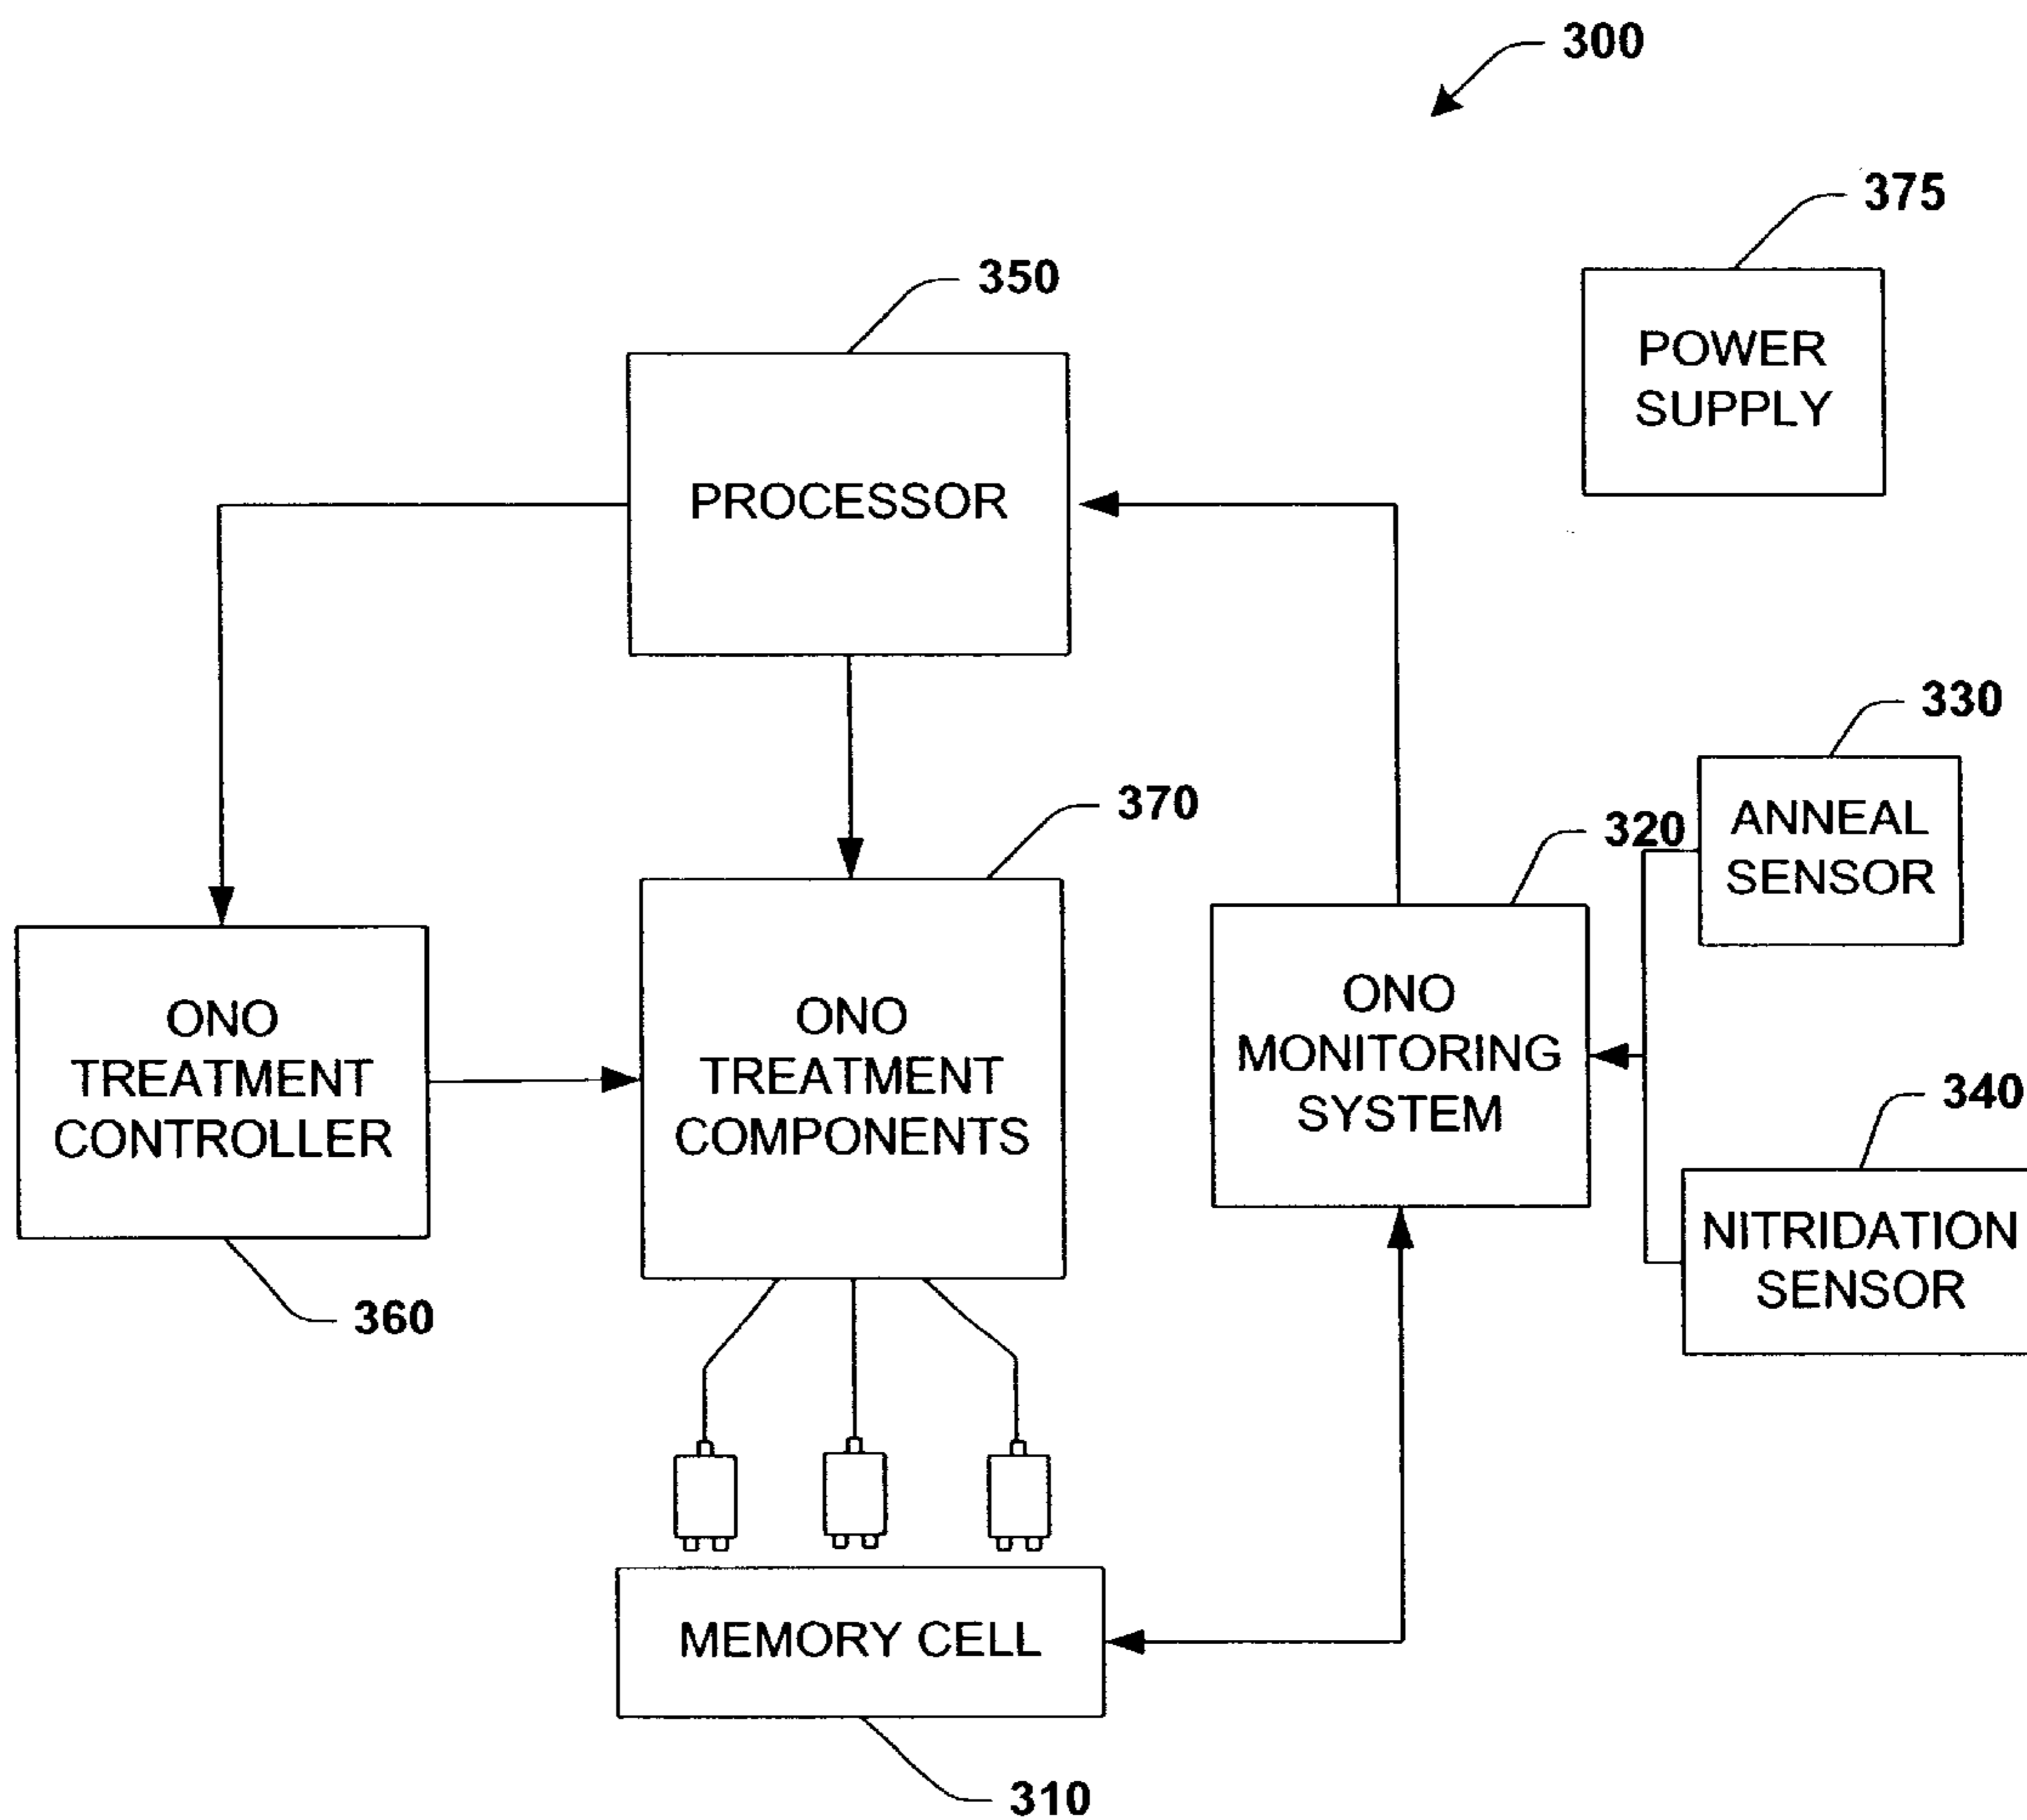 300
375
POWER
SUPPLY
350
PROCESSOR
330
ANNEAL
SENSOR
370
320
ONO
TREATMENT
CONTROLLER
ONO
TREATMENT
COMPONENTS
ONO
MONITORING
SYSTEM
340
NITRIDATION
SENSOR
360
MEMORY CELL
310